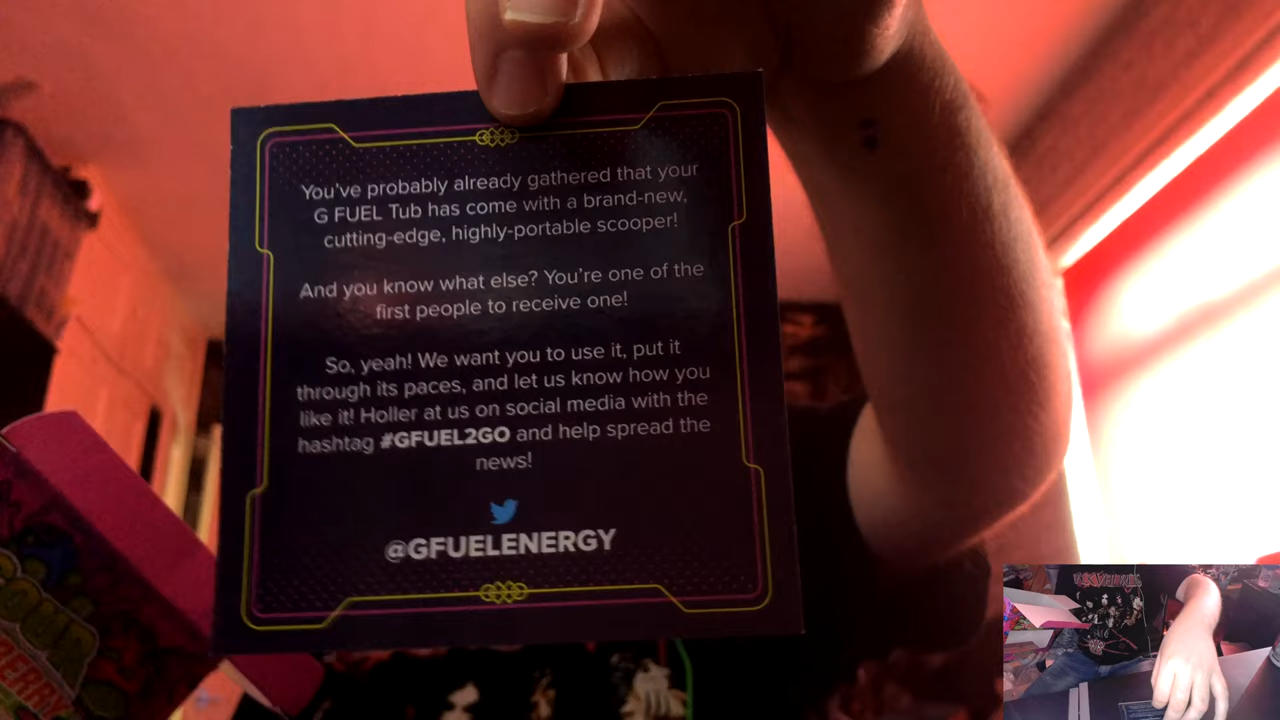 You've probably already gathered that your
G FUEL Tub has come with a brand-new,
cutting-edge, highly-portable scooper!
And you know what else? You're one of the
first people to receive one!
So, yeah! We want you to use it, put it
through its paces, and let us know how you
like it! Holler at us on social media with the
hashtag #GFUEL2GO and help spread the
news!
@GFUELENERGY